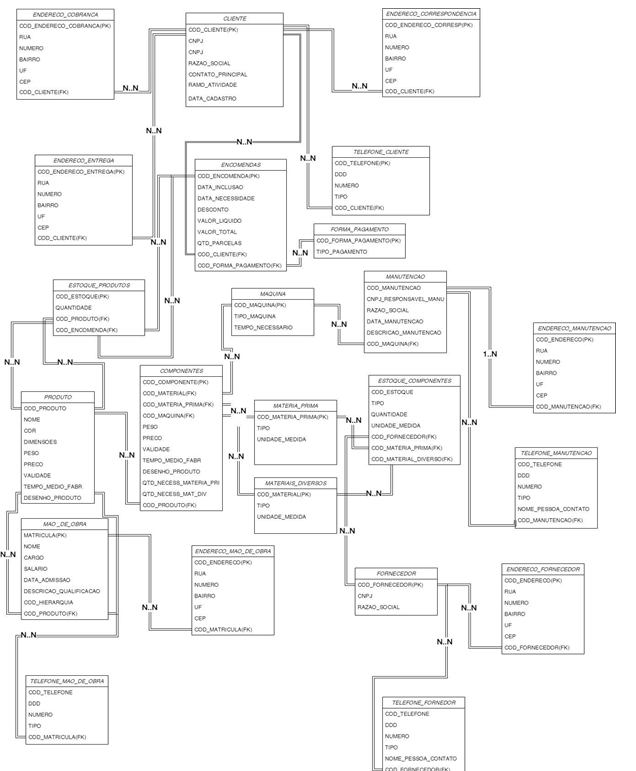 ENDERECO_COBRANCA
COD_ENDERECO_COBRANCA(PK)
RUA
NUMERO
BAIRRO
UF
CEP
COD_CLIENTE(FK)
CLIENTE
COD_CLIENTE(PK)
CNPJ
CNPJ
RAZAO_SOCIAL
CONTATO_PRINCIPAL
RAMO_ATIVIDADE
DATA_CADASTRO
ENDERECO_CORRESPONDENCIA
COD_ENDERECO_CORRESP(PK)
RUA
NUMERO
BAIRRO
UF
CEP
COD_CLIENTE(FK)
N..N
N..N
N..N
N..N
N..N
ENDERECO_ENTREGA
COD_ENDERECO_ENTREGA(PK)
RUA
NUMERO
BAIRRO
UF
CEP
COD_CLIENTE(FK)
ENCOMENDAS
COD_ENCOMENDA(PK)
DATA_INCLUSAO
DATA_NECESSIDADE
DESCONTO
VALOR_LIQUIDO
VALOR_TOTAL
QTD_PARCELAS
COD_CLIENTE(FK)
COD_FORMA_PAGAMENTO(FK)
TELEFONE_CLIENTE
COD_TELEFONE(PK)
DDD
NUMERO
TIPO
COD_CLIENTE(FK)
FORMA_PAGAMENTO
COD_FORMA_PAGAMENTO(PK)
TIPO_PAGAMENTO
N..N
N..N
N..N
ESTOQUE_PRODUTOS
COD_ESTOQUE(PK)
QUANTIDADE
COD_PRODUTO(FK)
COD_ENCOMENDA(FK)
MAQUINA
COD_MAQUINA(PK)
TIPO_MAQUINA
TEMPO_NECESSARIO
MANUTENCAO
COD_MANUTENCAO
CNPJ_RESPONSAVEL_MANU
RAZAO_SOCIAL
DATA_MANUTENCAO
DESCRICAO_MANUTENCAO
COD_MAQUINA(FK)
ENDERECO_MANUTENCAO
COD_ENDERECO(PK)
RUA
NUMERO
BAIRRO
UF
CEP
COD_MANUTENCAO(FK)
N..N
N..N
N..N
N..N
1..N
COMPONENTES
COD_COMPONENTE(PK)
COD_MATERIAL(FK)
COD_MATERIA_PRIMA(FK)
COD_MAQUINA(FK)
PESO
PRECO
VALIDADE
TEMPO_MEDIO_FABR
DESENHO_PRODUTO
QTD_NECESS_MATERIA_PRI
QTD_NECESS_MAT_DIV
COD_PRODUTO(FK)
PRODUTO
COD_PRODUTO
NOME
COR
DIMENSOES
PESO
PRECO
VALIDADE
TEMPO_MEDIO_FABR
DESENHO_PRODUTO
MATERIA_PRIMA
COD_MATERIA_PRIMA(PK)
TIPO
UNIDADE_MEDIDA
ESTOQUE_COMPONENTES
COD_ESTOQUE
TIPO
QUANTIDADE
UNIDADE_MEDIDA
COD_FORNECEDOR(FK)
COD_MATERIA_PRIMA(FK)
COD_MATERIAL_DIVERSO(FK)
N..N
N..N
N..N
N..N
N..N
N..N
N..N
MATERIAIS_DIVERSOS
COD_MATERIAL(PK)
TIPO
UNIDADE_MEDIDA
TELEFONE_MANUTENCAO
COD_TELEFONE
DDD
NUMERO
TIPO
NOME_PESSOA_CONTATO
COD_MANUTENCAO(FK)
MAO_DE_OBRA
MATRICULA(PK)
NOME
CARGO
SALARIO
DATA_ADMISSAO
DESCRICAO_QUALIFICACAO
COD_HIERARQUIA
COD_PRODUTO(FK)
ENDERECO_MAO_DE_OBRA
COD_ENDERECO(PK)
RUA
NUMERO
BAIRRO
UF
CEP
COD_MATRICULA(FK)
FORNECEDOR
COD_FORNECEDOR(PK)
CNPJ
RAZAO_SOCIAL
ENDERECO_FORNECEDOR
COD_ENDERECO(PK)
RUA
NUMERO
BAIRRO
UF
CEP
COD_FORNECEDOR(FK)
N..N
N..N
N..N
N..N
N..N
TELEFONE_MAO_DE_OBRA
COD_TELEFONE
DDD
NUMERO
TIPO
COD_MATRICULA(FK)
TELEFONE_FORNEDOR
COD_TELEFONE
DDD
NUMERO
TIPO
NOME_PESSOA_CONTATO
COD_FORNECEDOR(FK)